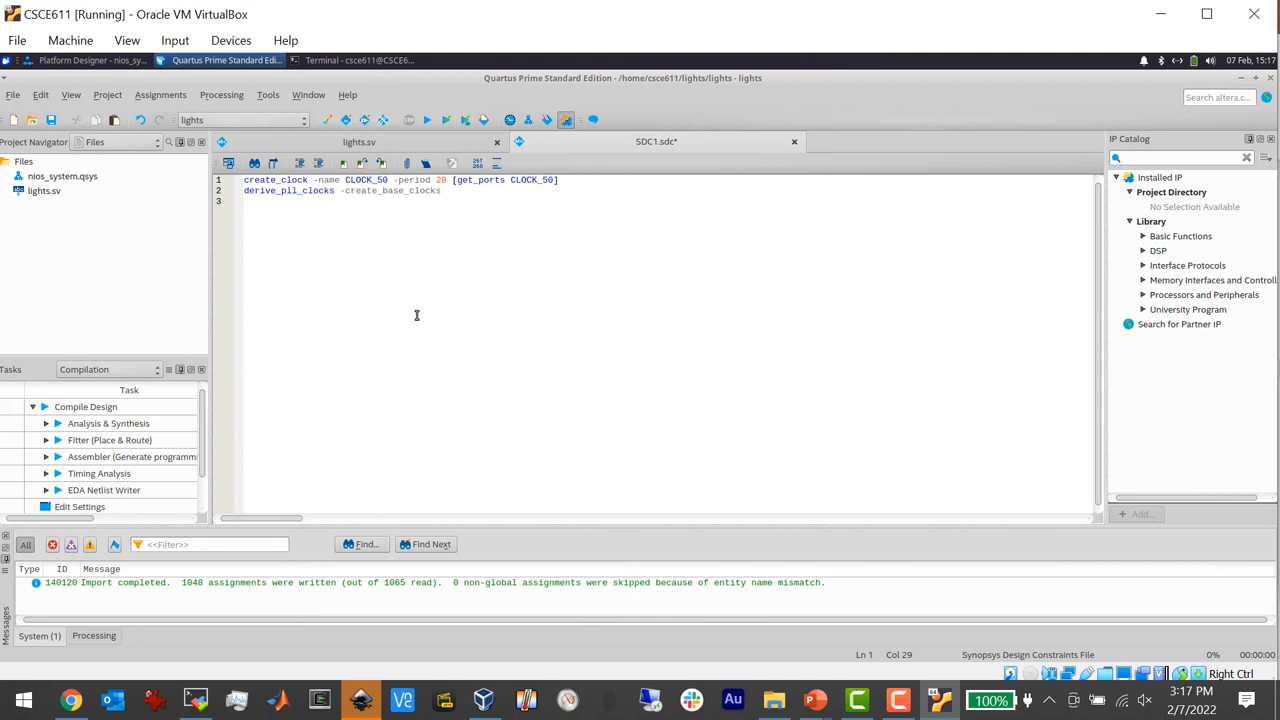 CSCE611 [Running] - Oracle VM VirtualBox
File Machine View Input Devices Help
Platform Designer - nios_sy... Quartus Prime Standard Edi... Terminal - csce611@CSCE6... 07 Feb, 15:17
Quartus Prime Standard Edition - /home/csce611/lights/lights - lights
File Edit View Project Assignments Processing Tools Window Help Search altera.c...
lights
Project Navigator Files lights.sv SDC1.sdc* IP Catalog
Files
nios_system.qsys
lights.sv
1 create_clock -name CLOCK_50 -period 20 [get_ports CLOCK_50]
2 derive_pll_clocks -create_base_clocks
3
Installed IP
Project Directory
No Selection Available
Library
Basic Functions
DSP
Interface Protocols
Memory Interfaces and Controll
Processors and Peripherals
University Program
Search for Partner IP
Tasks Compilation
Task
Compile Design
Analysis & Synthesis
Fitter (Place & Route)
Assembler (Generate programmi
Timing Analysis
EDA Netlist Writer
Edit Settings
+ Add...
All <<Filter>> Find... Find Next
Type ID Message
140120 Import completed. 1048 assignments were written (out of 1065 read). 0 non-global assignments were skipped because of entity name mismatch.
Messages
System (1) Processing
Ln 1 Col 29 Synopsys Design Constraints File 0% 00:00:00
Right Ctrl
100% 3:17 PM
2/7/2022